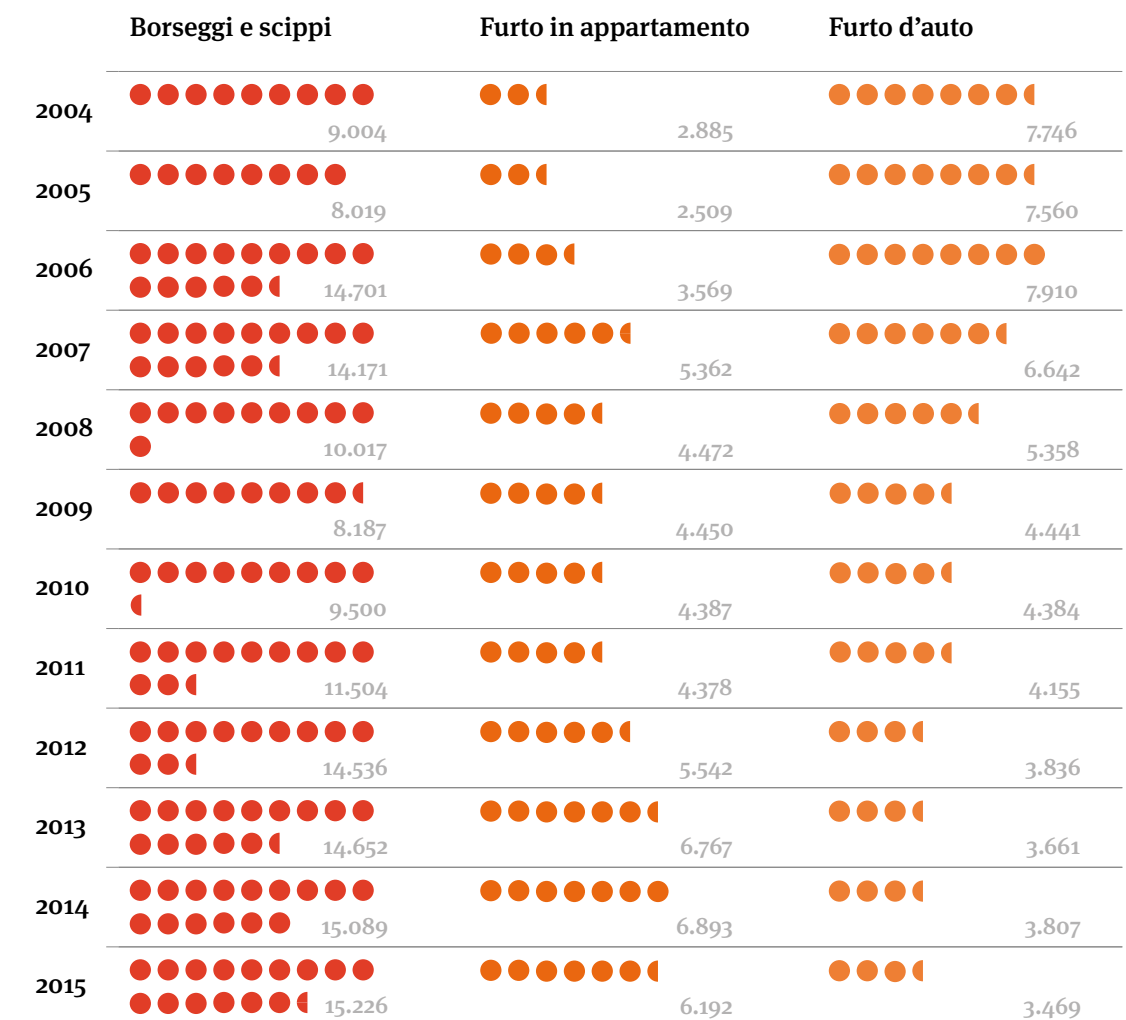 Borseggi e scippi Furto in appartamento Furto d’auto
2004
9.004 2.885 7.746
2005
8.019 2.509 7.560
2006
14.701 3.569 7.910
2007
14.171 5.362 6.642
2008
10.017 4.472 5.358
2009
8.187 4.450 4.441
2010
9.500 4.387 4.384
2011
11.504 4.378 4.155
2012
14.536 5.542 3.836
2013
14.652 6.767 3.661
2014
15.089 6.893 3.807
2015
15.226 6.192 3.469